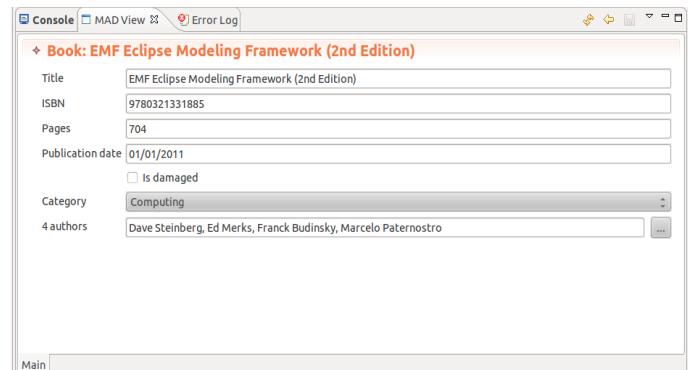 Console MAD View Error Log
Book: EMF Eclipse Modeling Framework (2nd Edition)
Title EMF Eclipse Modeling Framework (2nd Edition)
ISBN 9780321331885
Pages 704
Publication date 01/01/2011
Is damaged
Category Computing
4 authors Dave Steinberg, Ed Merks, Franck Budinsky, Marcelo Paternostro ...
Main